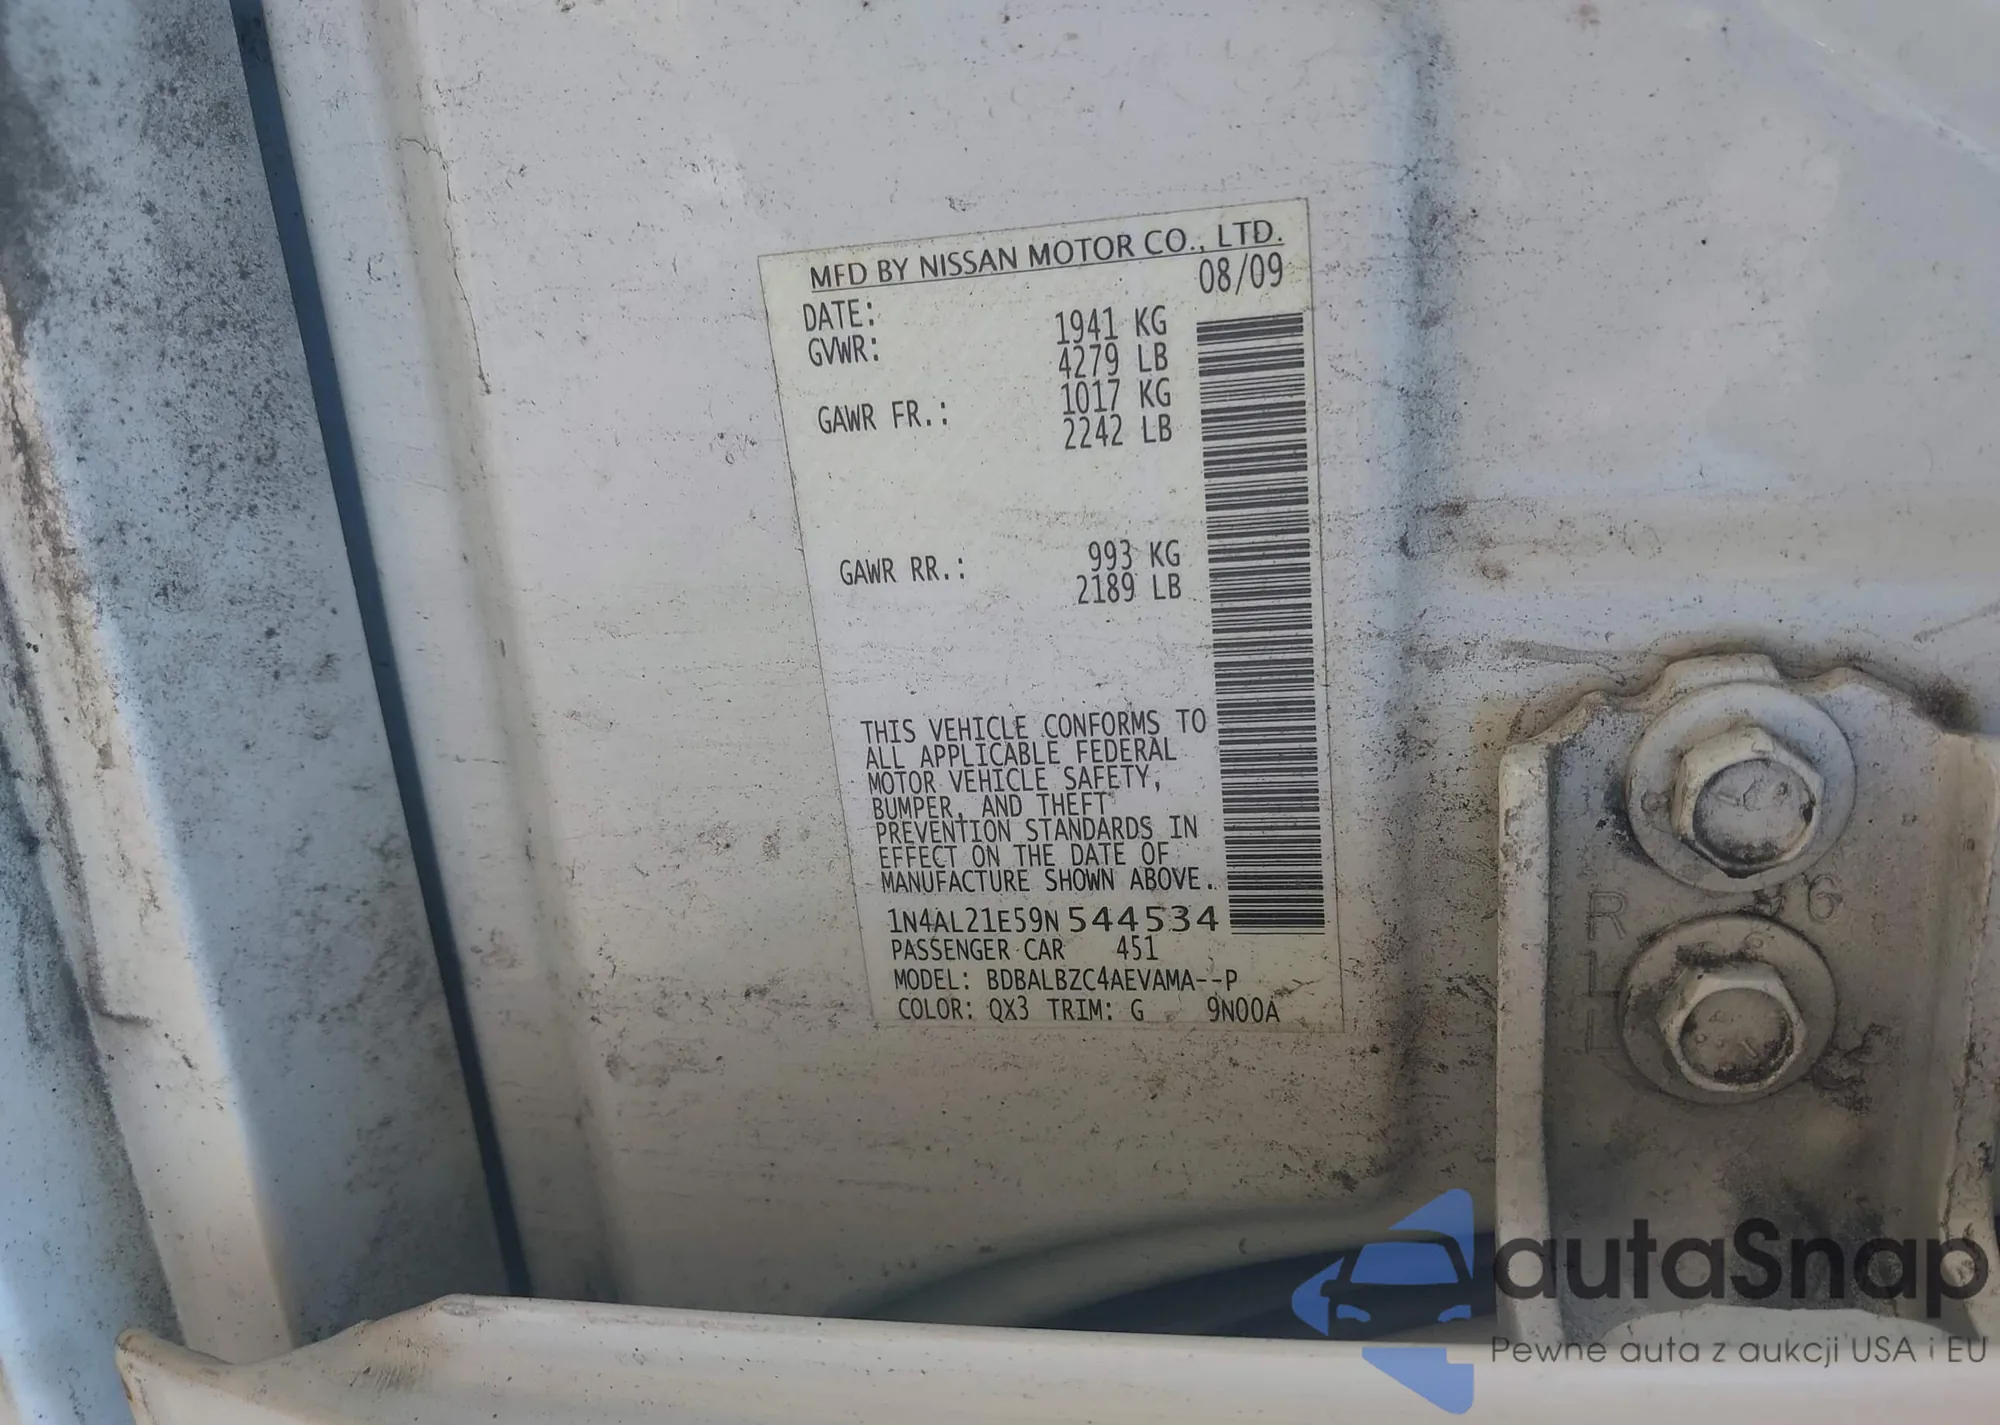 MFD BY NISSAN MOTOR CO., LTD.
DATE: 08/09
GVWR: 1941 KG
4279 LB
GAWR FR.: 1017 KG
2242 LB
GAWR RR.: 993 KG
2189 LB
THIS VEHICLE CONFORMS TO
ALL APPLICABLE FEDERAL
MOTOR VEHICLE SAFETY,
BUMPER, AND THEFT
PREVENTION STANDARDS IN
EFFECT ON THE DATE OF
MANUFACTURE SHOWN ABOVE.
1N4AL21E59N544534
PASSENGER CAR 451
MODEL: BDBALBZC4AEVAMA--P
COLOR: QX3 TRIM: G 9N00A
R
L
autaSnap
Pewne auta z aukcji USA i EU